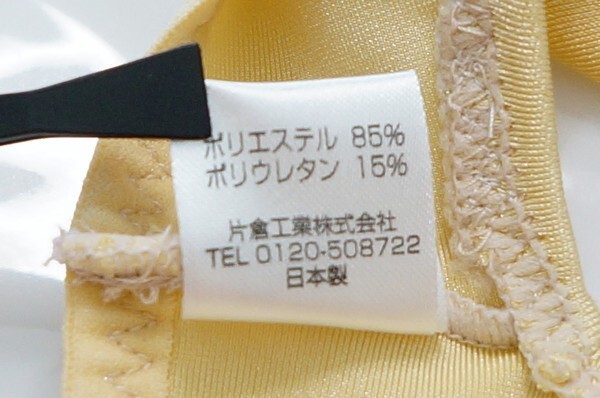 ポリエステル 85%
ポリウレタン 15%
片倉工業株式会社
TEL 0120-508722
日本製